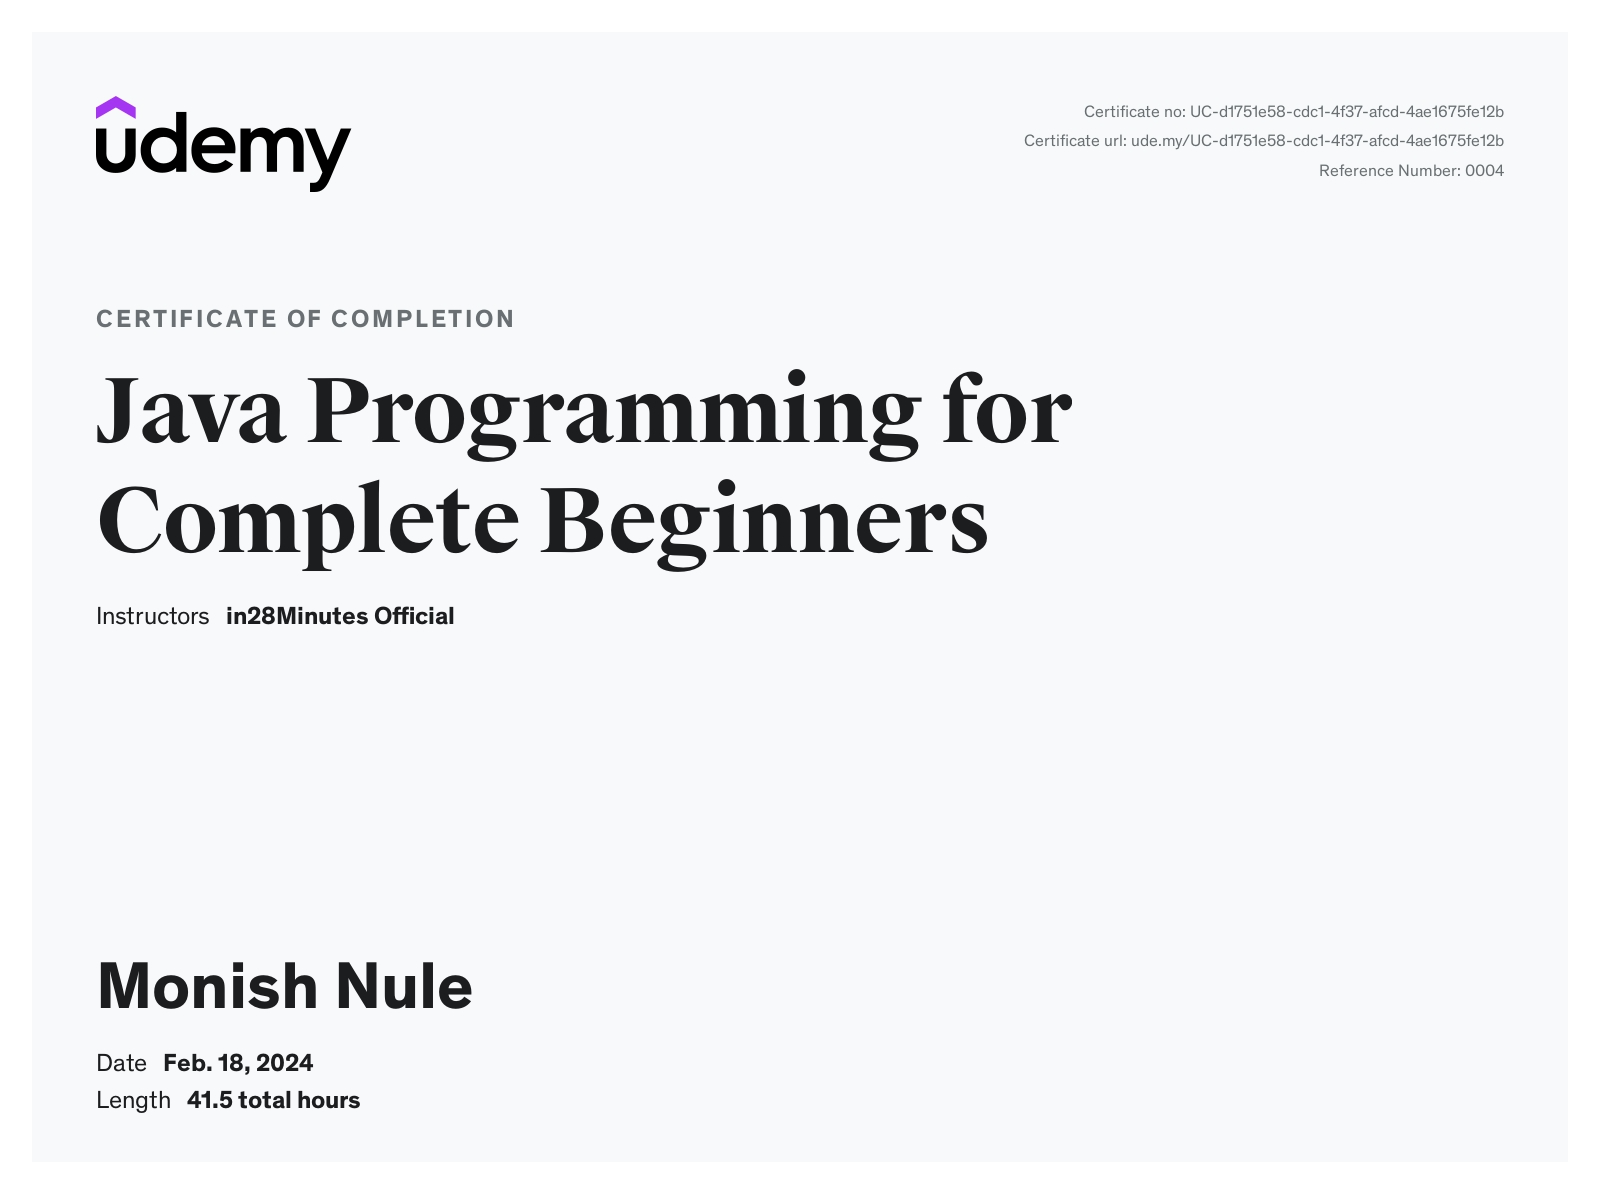 udemy
Certificate no: UC-d1751e58-cdc1-4f37-afcd-4ae1675fe12b
Certificate url: ude.my/UC-d1751e58-cdc1-4f37-afcd-4ae1675fe12b
Reference Number: 0004
CERTIFICATE OF COMPLETION
Java Programming for
Complete Beginners
Instructors in28Minutes Official
Monish Nule
Date Feb. 18, 2024
Length 41.5 total hours